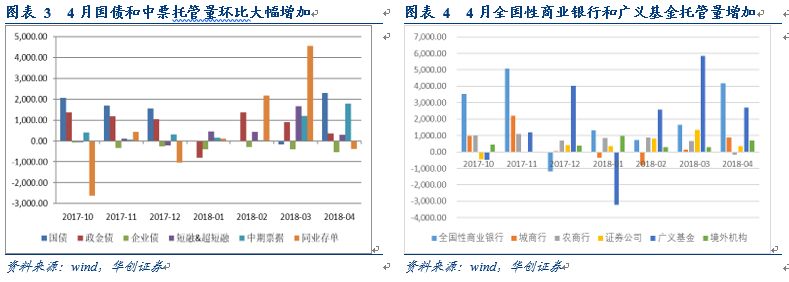 图表 3 4 月国债和中票托管量环比大幅增加
5,000.00
4,000.00
3,000.00
2,000.00
1,000.00
0.00
-1,000.00
-2,000.00
-3,000.00
2017-10 2017-11 2017-12 2018-01 2018-02 2018-03 2018-04
国债 政金债 企业债 短融&超短融 中期票据 同业存单
资料来源：wind，华创证券
图表 4 4 月全国性商业银行和广义基金托管量增加
7,000.00
6,000.00
5,000.00
4,000.00
3,000.00
2,000.00
1,000.00
0.00
-1,000.00
-2,000.00
-3,000.00
-4,000.00
2017-10 2017-11 2017-12 2018-01 2018-02 2018-03 2018-04
全国性商业银行 城商行 农商行 证券公司 广义基金 境外机构
资料来源：wind，华创证券